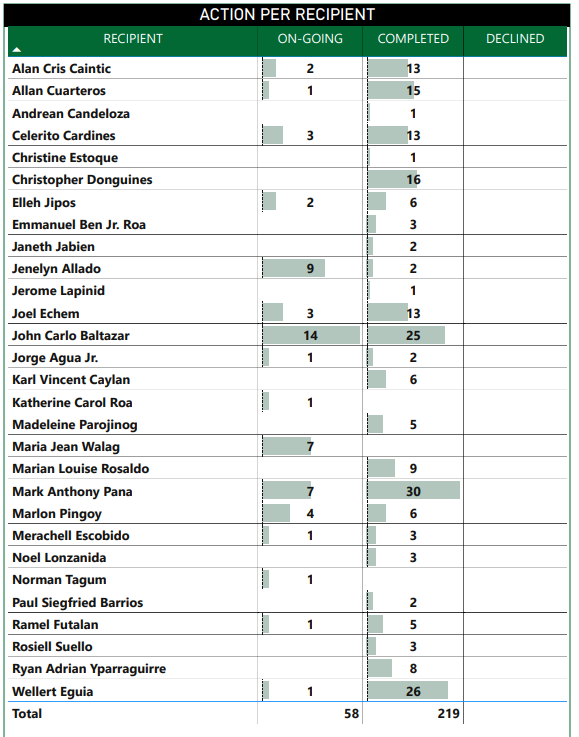 ACTION PER RECIPIENT
RECIPIENT ON-GOING COMPLETED DECLINED
Alan Cris Caintic 2 13
Allan Cuarteros 1 15
Andrean Candeloza 1
Celerito Cardines 3 13
Christine Estoque 1
Christopher Donguines 16
Elleh Jipos 2 6
Emmanuel Ben Jr. Roa 3
Janeth Jabien 2
Jenelyn Allado 9 2
Jerome Lapinid 1
Joel Echem 3 13
John Carlo Baltazar 14 25
Jorge Agua Jr. 1 2
Karl Vincent Caylan 6
Katherine Carol Roa 1
Madeleine Parojinog 5
Maria Jean Walag 7
Marian Louise Rosaldo 9
Mark Anthony Pana 7 30
Marlon Pingoy 4 6
Merachell Escobido 1 3
Noel Lonzanida 3
Norman Tagum 1
Paul Siegfried Barrios 2
Ramel Futalan 1 5
Rosiell Suello 3
Ryan Adrian Yparraguirre 8
Wellert Eguia 1 26
Total 58 219